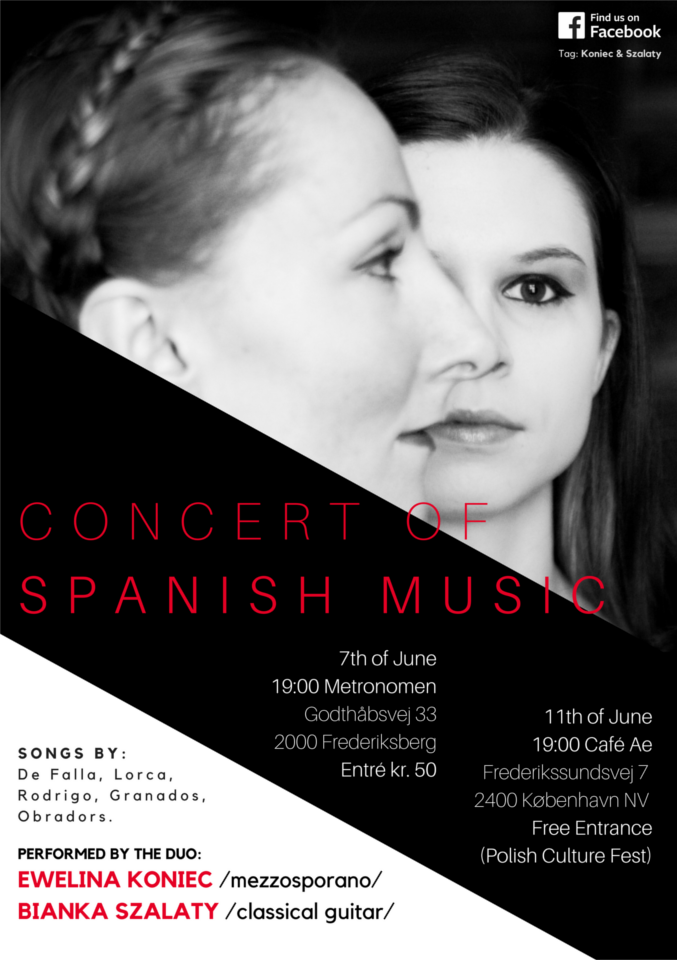 Find us on
Facebook
Tag: Koniec & Szalaty
CONCERT OF
SPANISH MUSIC
7th of June
19:00 Metronomen
Godthåbsvej 33
2000 Frederiksberg
Entré kr. 50
11th of June
19:00 Café Ae
Frederikssundsvej 7
2400 København NV
Free Entrance
(Polish Culture Fest)
SONGS BY:
De Falla, Lorca,
Rodrigo, Granados,
Obradors.
PERFORMED BY THE DUO:
EWELINA KONIEC /mezzosporano/
BIANKA SZALATY /classical guitar/